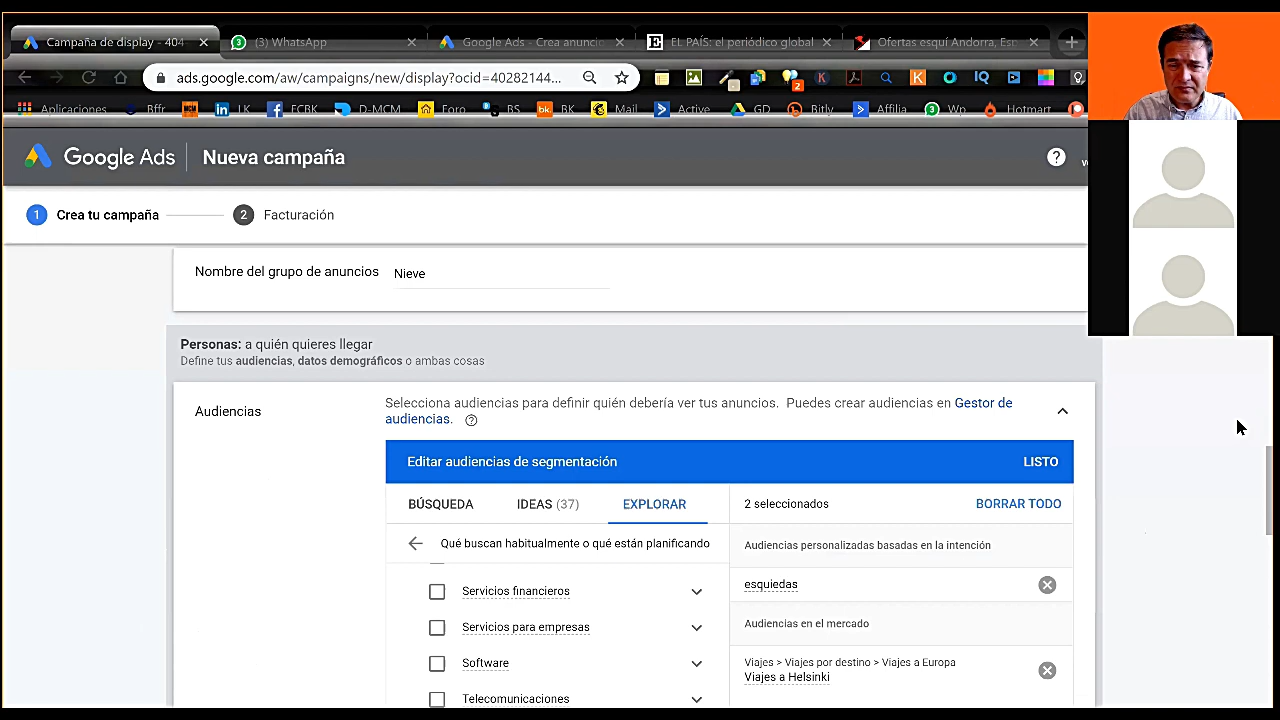 Campaña de display - 404
(3) WhatsApp
Google Ads - Crea anuncio
EL PAÍS: el periódico global
Ofertas esquí Andorra, Es
ads.google.com/aw/campaigns/new/display?ocid=40282144...
Aplicaciones
Bffr
LK
FCBK
D-MCM
Foro
BS
BK
Mail
Active
GD
Bitly
Affilia
Wp
Hotmart
Google Ads
Nueva campaña
1 Crea tu campaña
2 Facturación
Nombre del grupo de anuncios
Nieve
Personas: a quién quieres llegar
Define tus audiencias, datos demográficos o ambas cosas
Audiencias
Selecciona audiencias para definir quién debería ver tus anuncios. Puedes crear audiencias en Gestor de
audiencias.
Editar audiencias de segmentación
LISTO
BÚSQUEDA
IDEAS (37)
EXPLORAR
2 seleccionados
BORRAR TODO
Qué buscan habitualmente o qué están planificando
Audiencias personalizadas basadas en la intención
Servicios financieros
esquiedas
Servicios para empresas
Audiencias en el mercado
Software
Viajes > Viajes por destino > Viajes a Europa
Viajes a Helsinki
Telecomunicaciones